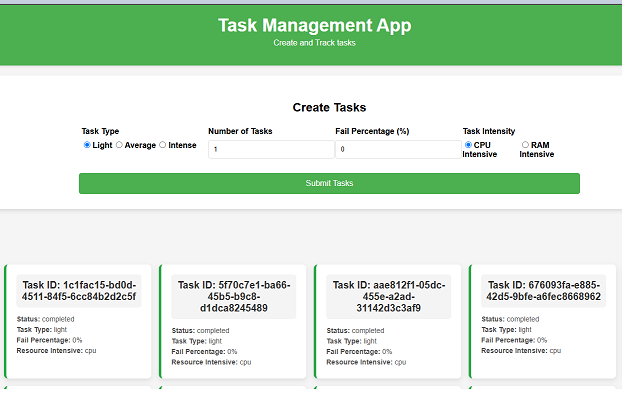 Task Management App
Create and Track tasks
Create Tasks
Task Type
Number of Tasks
Fail Percentage (%)
Task Intensity
Light Average Intense
1
0
CPU Intensive
RAM Intensive
Submit Tasks
Task ID: 1c1fac15-bd0d-
4511-84f5-6cc84b2d2c5f
Status: completed
Task Type: light
Fail Percentage: 0%
Resource Intensive: cpu
Task ID: 5f70c7e1-ba66-
45b5-b9c8-
d1dca8245489
Status: completed
Task Type: light
Fail Percentage: 0%
Resource Intensive: cpu
Task ID: aae812f1-05dc-
455e-a2ad-
31142d3c3af9
Status: completed
Task Type: light
Fail Percentage: 0%
Resource Intensive: cpu
Task ID: 676093fa-e885-
42d5-9bfe-a6fec8668962
Status: completed
Task Type: light
Fail Percentage: 0%
Resource Intensive: cpu